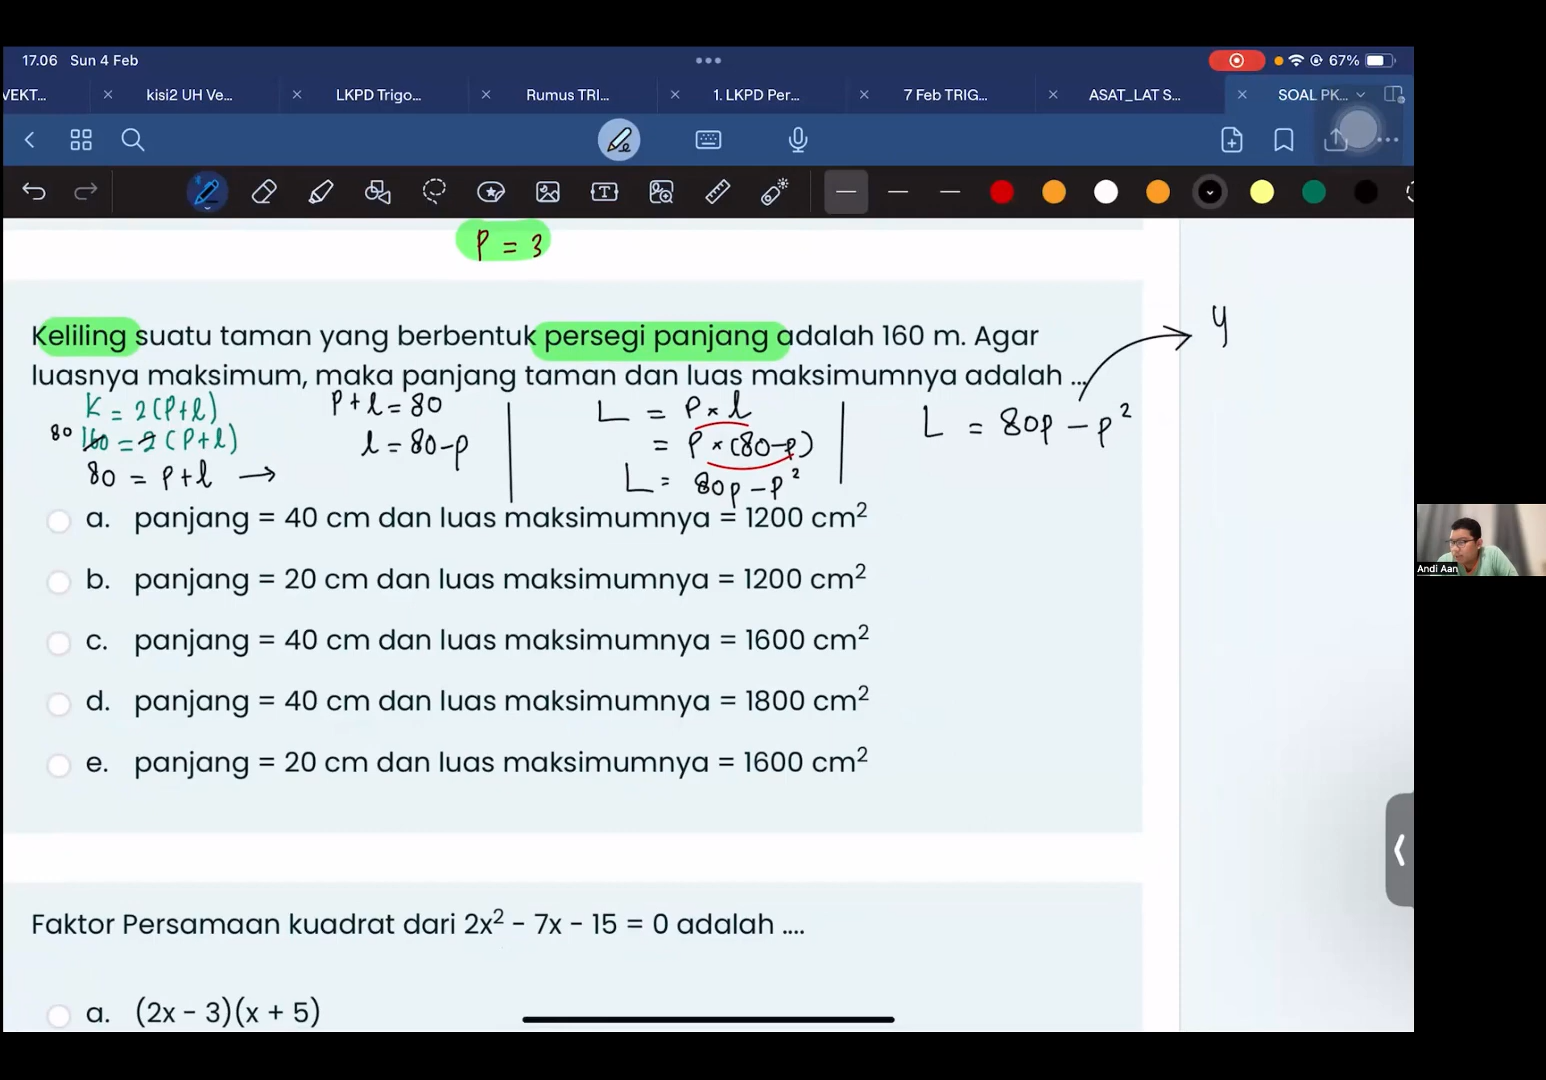 17.06 Sun 4 Feb
67%
VEKT...
kisi2 UH Ve...
LKPD Trigo...
Rumus TRI...
1. LKPD Per...
7 Feb TRIG...
ASAT_LAT S...
SOAL PK...
P = 3
Keliling suatu taman yang berbentuk persegi panjang adalah 160 m. Agar
luasnya maksimum, maka panjang taman dan luas maksimumnya adalah ...
y
K = 2(P+l)
80 160 = 2(P+l)
80 = P+l →
P+l = 80
l = 80-p
L = P × l
= P × (80-p)
L = 80p - p²
L = 80p - p²
a. panjang = 40 cm dan luas maksimumnya = 1200 cm²
b. panjang = 20 cm dan luas maksimumnya = 1200 cm²
c. panjang = 40 cm dan luas maksimumnya = 1600 cm²
d. panjang = 40 cm dan luas maksimumnya = 1800 cm²
e. panjang = 20 cm dan luas maksimumnya = 1600 cm²
Andi Aan
Faktor Persamaan kuadrat dari 2x² - 7x - 15 = 0 adalah ....
a. (2x - 3)(x + 5)